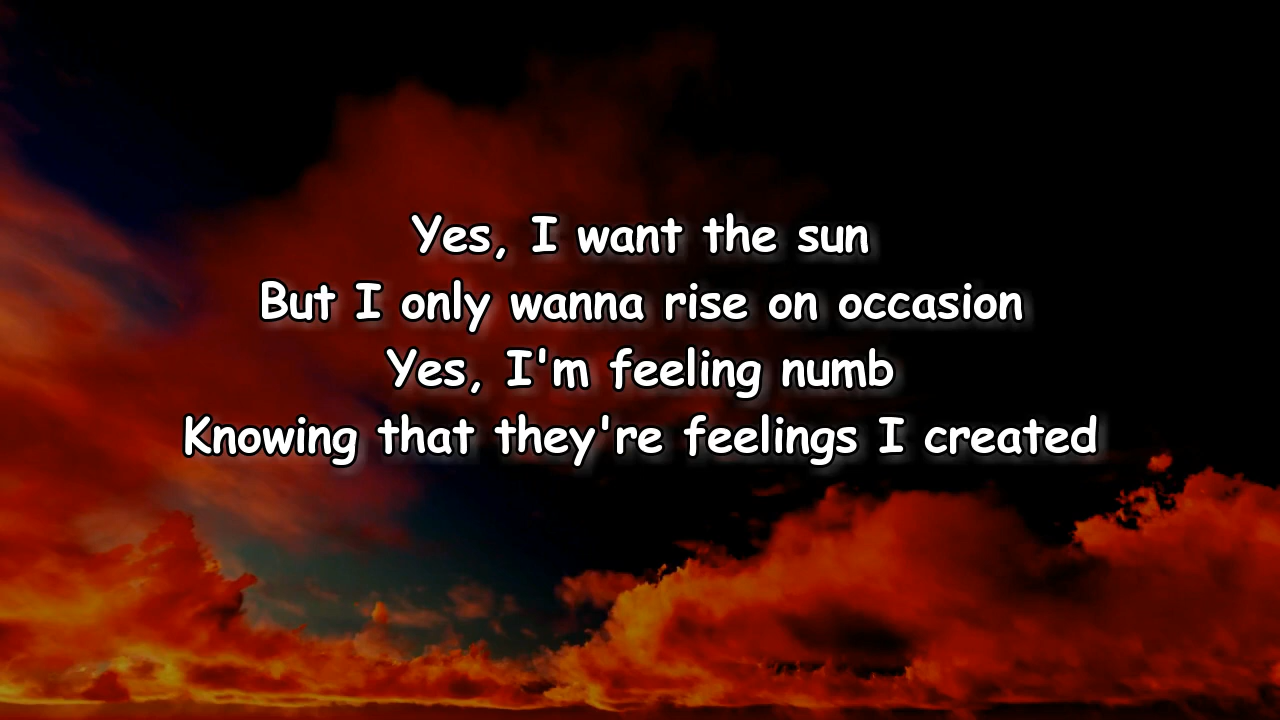 Yes, I want the sun
But I only wanna rise on occasion
Yes, I'm feeling numb
Knowing that they're feelings I created